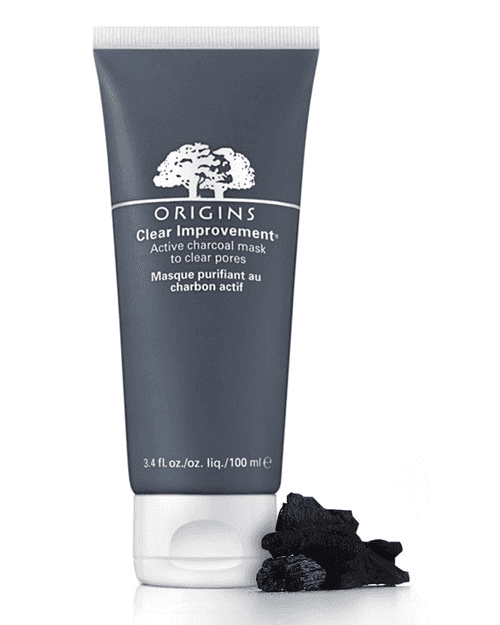 ORIGINS
Clear Improvement®
Active charcoal mask
to clear pores
Masque purifiant au
charbon actif
3.4 fl.oz./oz. liq./100 ml ℮